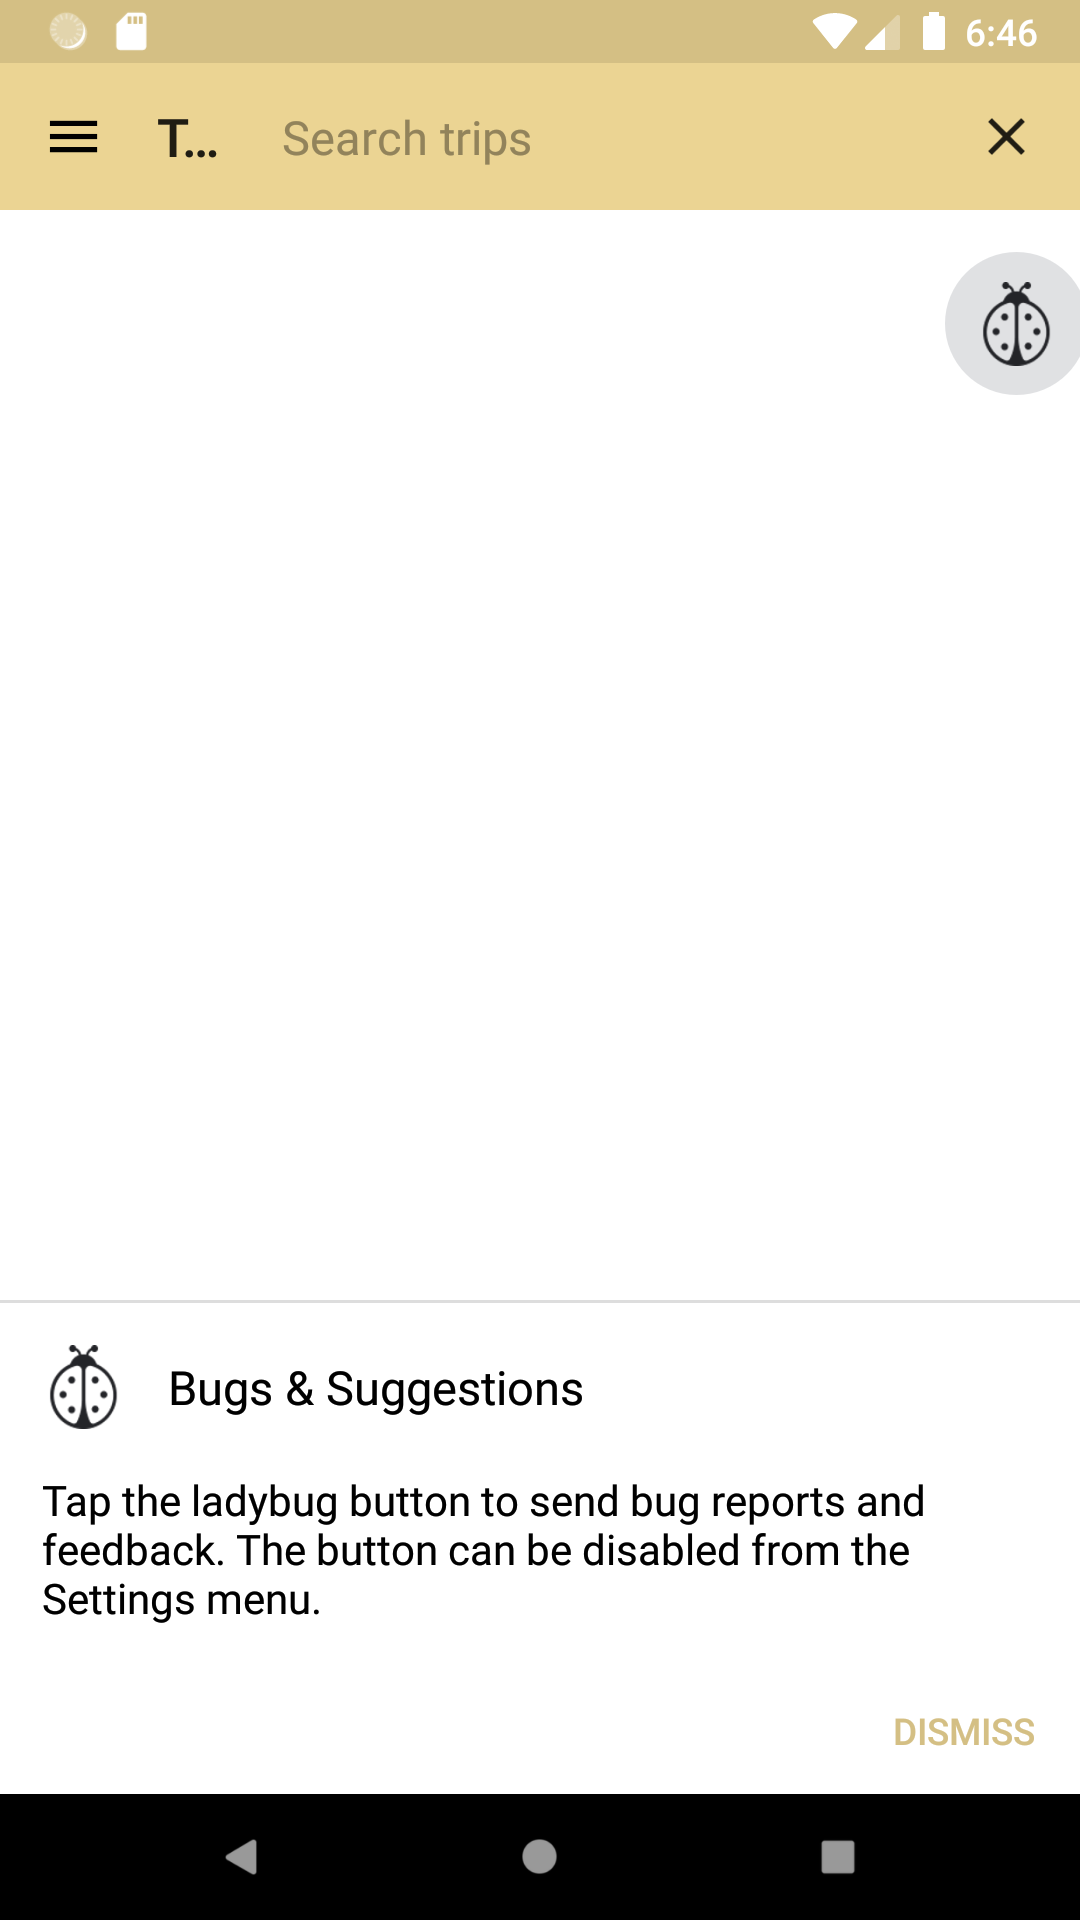 6:46
T...
Search trips
Bugs & Suggestions
Tap the ladybug button to send bug reports and
feedback. The button can be disabled from the
Settings menu.
DISMISS